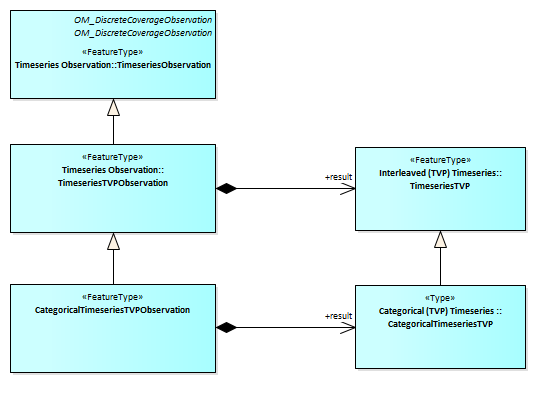 OM_DiscreteCoverageObservation
OM_DiscreteCoverageObservation
«FeatureType»
Timeseries Observation::TimeseriesObservation
«FeatureType»
Timeseries Observation::
TimeseriesTVPObservation
+result
«FeatureType»
Interleaved (TVP) Timeseries::
TimeseriesTVP
«FeatureType»
CategoricalTimeseriesTVPObservation
+result
«Type»
Categorical (TVP) Timeseries ::
CategoricalTimeseriesTVP